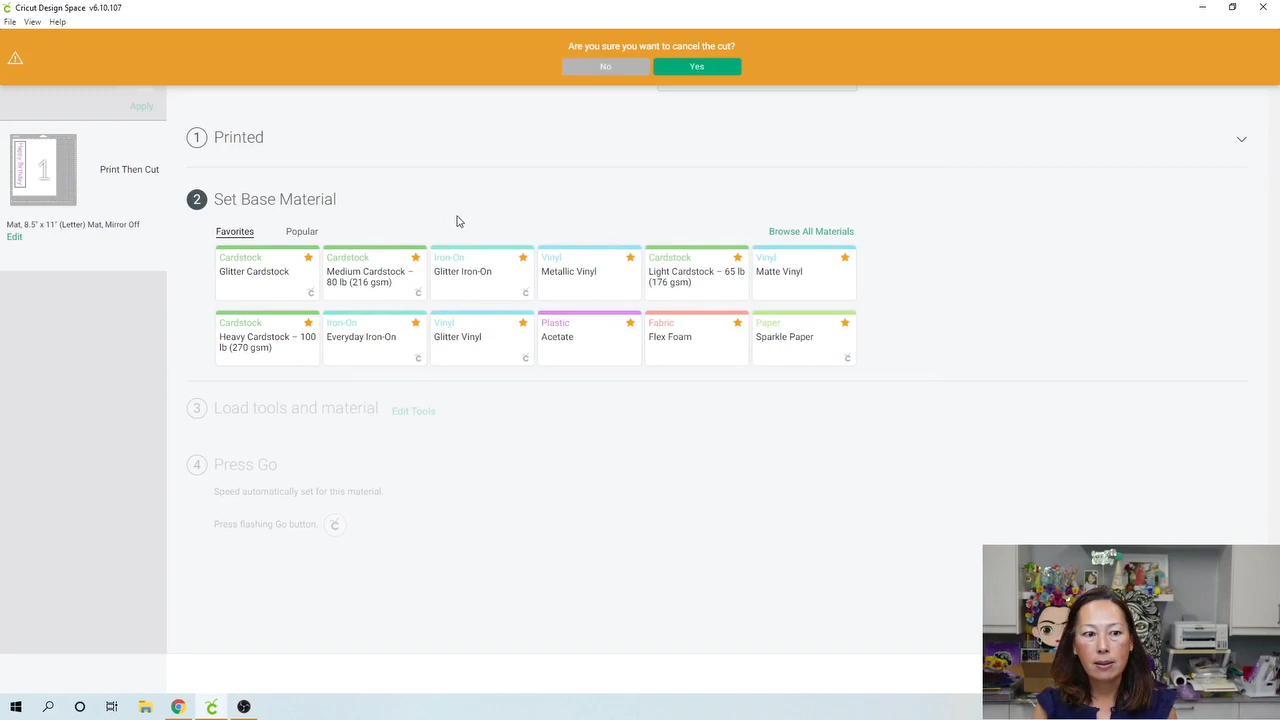 Cricut Design Space v6.10.107
File View Help
Are you sure you want to cancel the cut?
No Yes
Apply
1 Printed
Happy Birthday
1
Print Then Cut
Mat, 8.5" x 11" (Letter) Mat, Mirror Off
Edit
2 Set Base Material
Favorites Popular Browse All Materials
Cardstock
Glitter Cardstock
Cardstock
Medium Cardstock –
80 lb (216 gsm)
Iron-On
Glitter Iron-On
Vinyl
Metallic Vinyl
Cardstock
Light Cardstock – 65 lb
(176 gsm)
Vinyl
Matte Vinyl
Cardstock
Heavy Cardstock – 100
lb (270 gsm)
Iron-On
Everyday Iron-On
Vinyl
Glitter Vinyl
Plastic
Acetate
Fabric
Flex Foam
Paper
Sparkle Paper
3 Load tools and material Edit Tools
4 Press Go
Speed automatically set for this material.
Press flashing Go button.